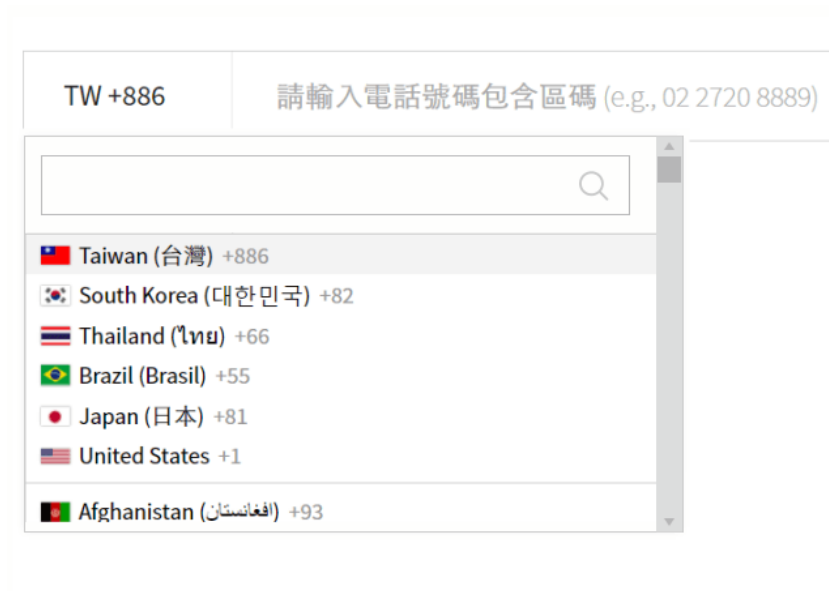 TW +886 請輸入電話號碼包含區碼 (e.g., 02 2720 8889)
Taiwan (台灣) +886
South Korea (대한민국) +82
Thailand (ไทย) +66
Brazil (Brasil) +55
Japan (日本) +81
United States +1
Afghanistan (‫افغانستان‬‎) +93